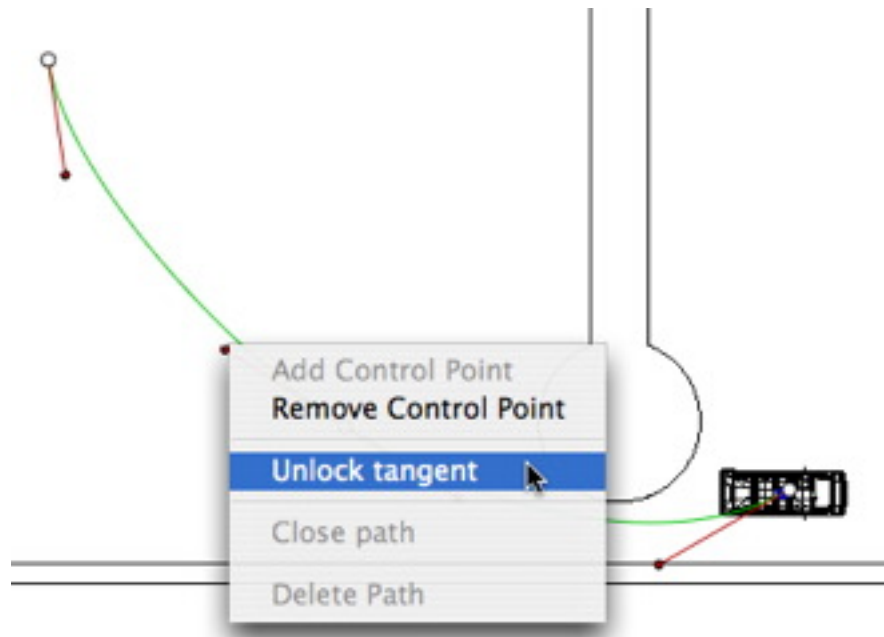 Add Control Point
Remove Control Point
Unlock tangent
Close path
Delete Path